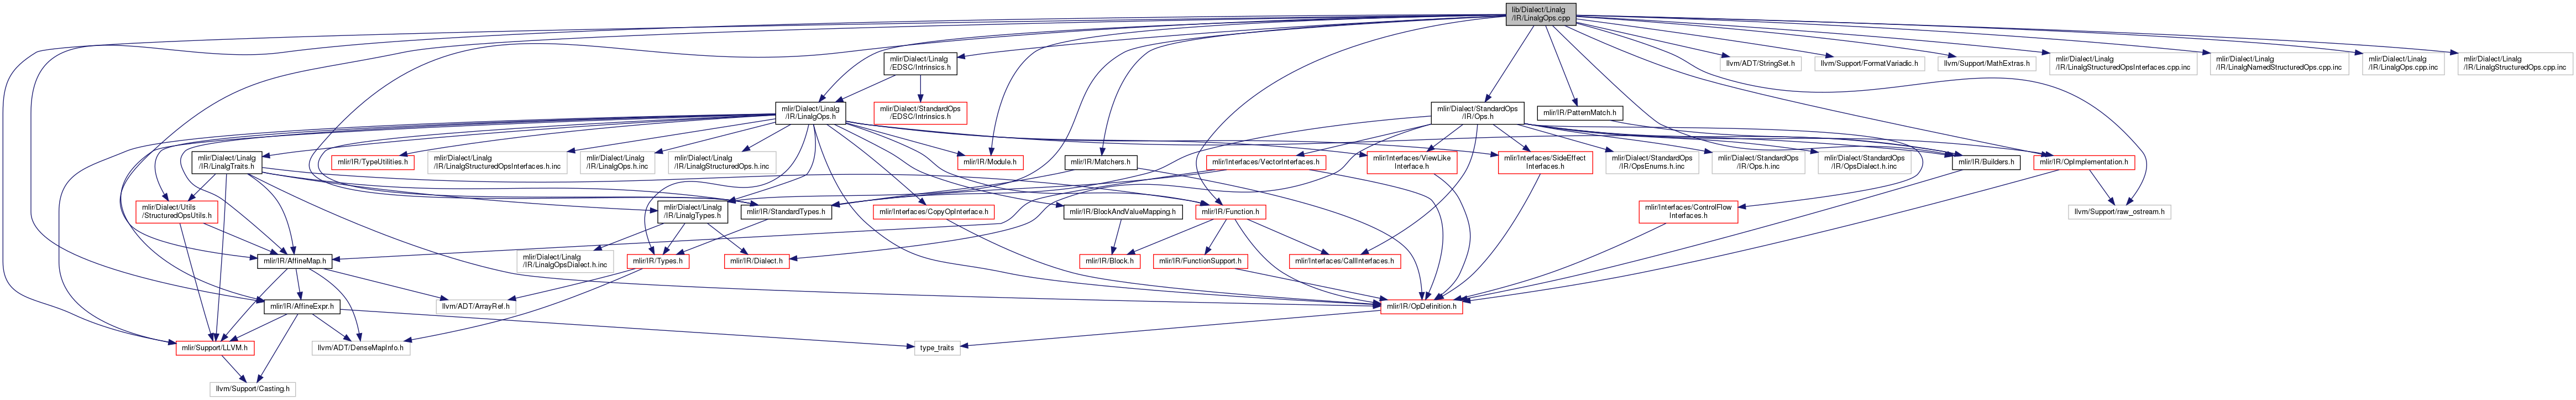 lib/Dialect/Linalg
/IR/LinalgOps.cpp
mlir/Dialect/Linalg
/EDSC/Intrinsics.h
llvm/ADT/StringSet.h
llvm/Support/FormatVariadic.h
llvm/Support/MathExtras.h
mlir/Dialect/Linalg
/IR/LinalgStructuredOpsInterfaces.cpp.inc
mlir/Dialect/Linalg
/IR/LinalgNamedStructuredOps.cpp.inc
mlir/Dialect/Linalg
/IR/LinalgOps.cpp.inc
mlir/Dialect/Linalg
/IR/LinalgStructuredOps.cpp.inc
mlir/Dialect/Linalg
/IR/LinalgOps.h
mlir/Dialect/StandardOps
/EDSC/Intrinsics.h
mlir/Dialect/StandardOps
/IR/Ops.h
mlir/IR/PatternMatch.h
mlir/Dialect/Linalg
/IR/LinalgTraits.h
mlir/IR/TypeUtilities.h
mlir/Dialect/Linalg
/IR/LinalgStructuredOpsInterfaces.h.inc
mlir/Dialect/Linalg
/IR/LinalgOps.h.inc
mlir/Dialect/Linalg
/IR/LinalgStructuredOps.h.inc
mlir/IR/Module.h
mlir/IR/Matchers.h
mlir/Interfaces/VectorInterfaces.h
mlir/Interfaces/ViewLike
Interface.h
mlir/Interfaces/SideEffect
Interfaces.h
mlir/Dialect/StandardOps
/IR/OpsEnums.h.inc
mlir/Dialect/StandardOps
/IR/Ops.h.inc
mlir/Dialect/StandardOps
/IR/OpsDialect.h.inc
mlir/IR/Builders.h
mlir/IR/OpImplementation.h
mlir/Dialect/Utils
/StructuredOpsUtils.h
mlir/Dialect/Linalg
/IR/LinalgTypes.h
mlir/IR/StandardTypes.h
mlir/Interfaces/CopyOpInterface.h
mlir/IR/BlockAndValueMapping.h
mlir/IR/Function.h
mlir/Interfaces/ControlFlow
Interfaces.h
llvm/Support/raw_ostream.h
mlir/IR/AffineMap.h
mlir/Dialect/Linalg
/IR/LinalgOpsDialect.h.inc
mlir/IR/Types.h
mlir/IR/Dialect.h
mlir/IR/Block.h
mlir/IR/FunctionSupport.h
mlir/Interfaces/CallInterfaces.h
mlir/IR/AffineExpr.h
llvm/ADT/ArrayRef.h
mlir/IR/OpDefinition.h
mlir/Support/LLVM.h
llvm/ADT/DenseMapInfo.h
type_traits
llvm/Support/Casting.h